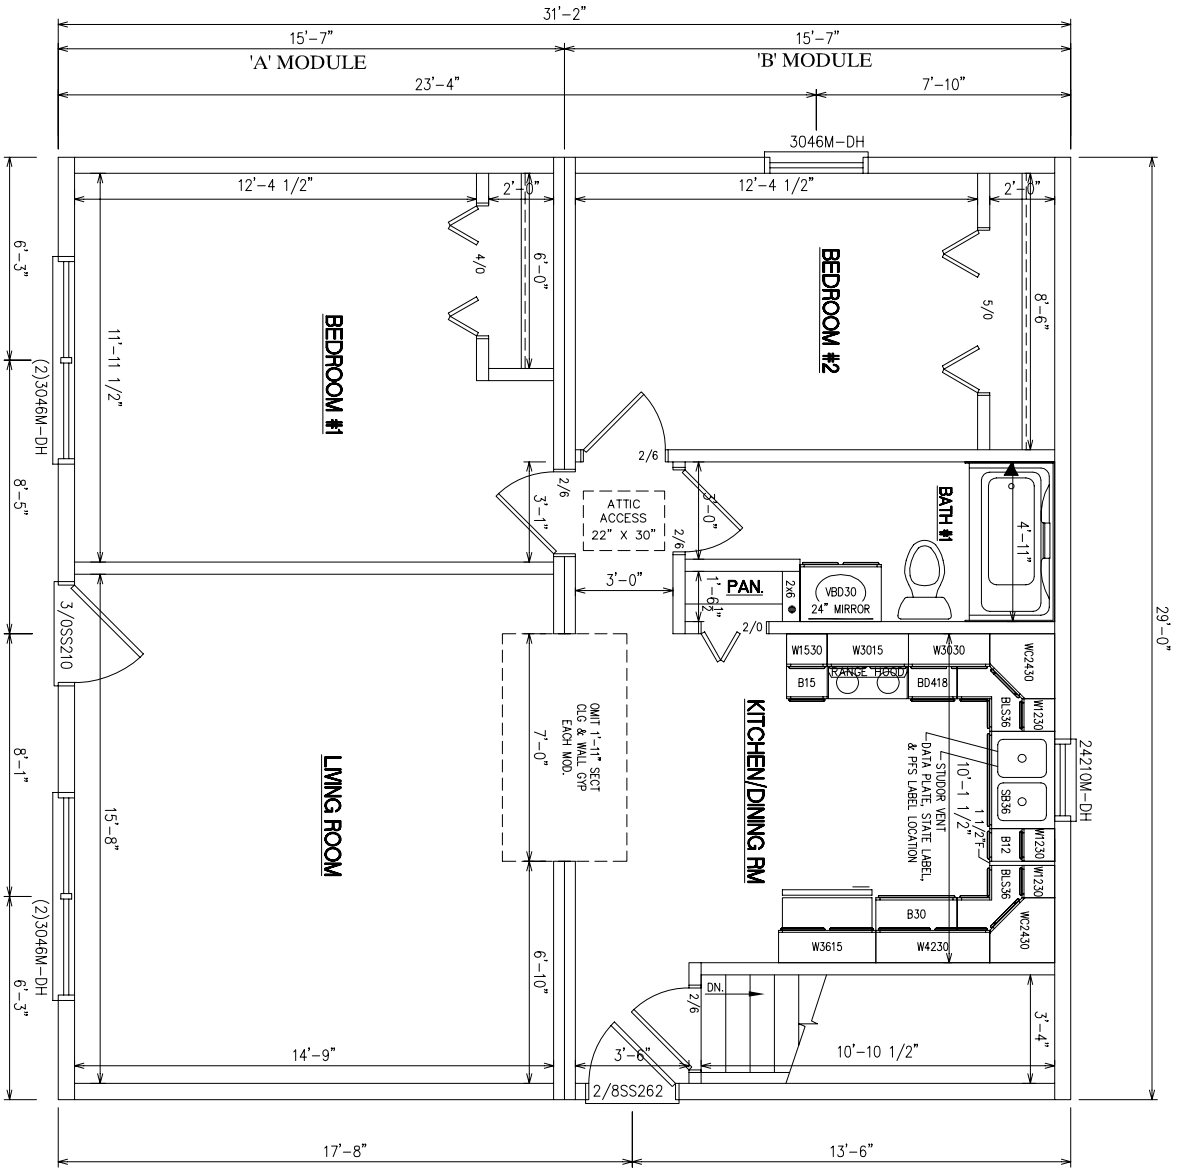 31'-2"
15'-7"
15'-7"
'A' MODULE
'B' MODULE
23'-4"
7'-10"
3046M-DH
12'-4 1/2"
2'-0"
12'-4 1/2"
2'-0"
6'-3"
4/0
6'-0"
BEDROOM #2
5/0
8'-6"
11'-11 1/2"
BEDROOM #1
(2)3046M-DH
8'-5"
2/6
2/6
3'-1"
ATTIC
ACCESS
22" X 30"
3'-0"
2/6
BATH #1
4'-11"
3'-0"
1'-6 1/2"
PAN.
2x6
VBD30
24" MIRROR
2/0
3/0SS210
29'-0"
W1530
W3015
W3030
WC2430
B15
RANGE HOOD
BD418
BLS36
W1230
OMIT 1'-11" SECT
CLG & WALL GYP
EACH MOD.
7'-0"
KITCHEN/DINING RM
STUDOR VENT
DATA PLATE, STATE LABEL,
& PFS LABEL LOCATION
10'-1 1/2"
1 1/2"F
SB36
24210M-DH
B12
W1230
BLS36
W1230
8'-1"
15'-8"
LIVING ROOM
B30
WC2430
W3615
W4230
(2)3046M-DH
6'-3"
6'-10"
DN.
2/6
3'-4"
14'-9"
3'-6"
10'-10 1/2"
2/8SS262
17'-8"
13'-6"